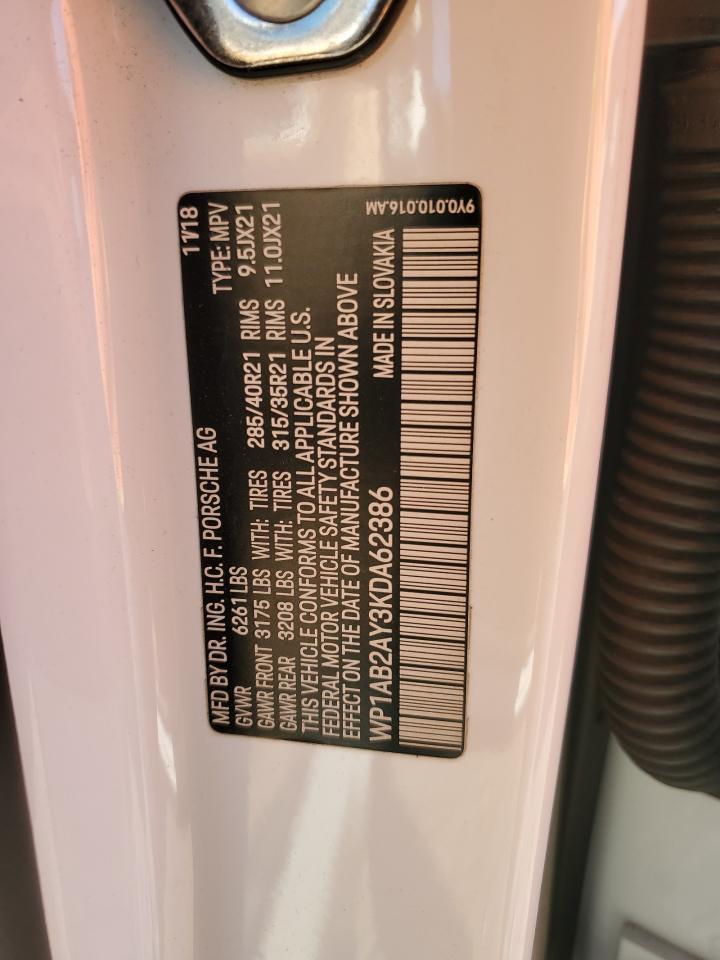 MFD BY DR. ING. H.C. F. PORSCHE AG 11/18
GVWR 6261 LBS TYPE: MPV
GAWR FRONT 3175 LBS WITH: TIRES 285/40R21 RIMS 9.5JX21
GAWR REAR 3208 LBS WITH: TIRES 315/35R21 RIMS 11.0JX21
THIS VEHICLE CONFORMS TO ALL APPLICABLE U.S.
FEDERAL MOTOR VEHICLE SAFETY STANDARDS IN
EFFECT ON THE DATE OF MANUFACTURE SHOWN ABOVE
WP1AB2AY3KDA62386 MADE IN SLOVAKIA
9Y0.010.016.AM